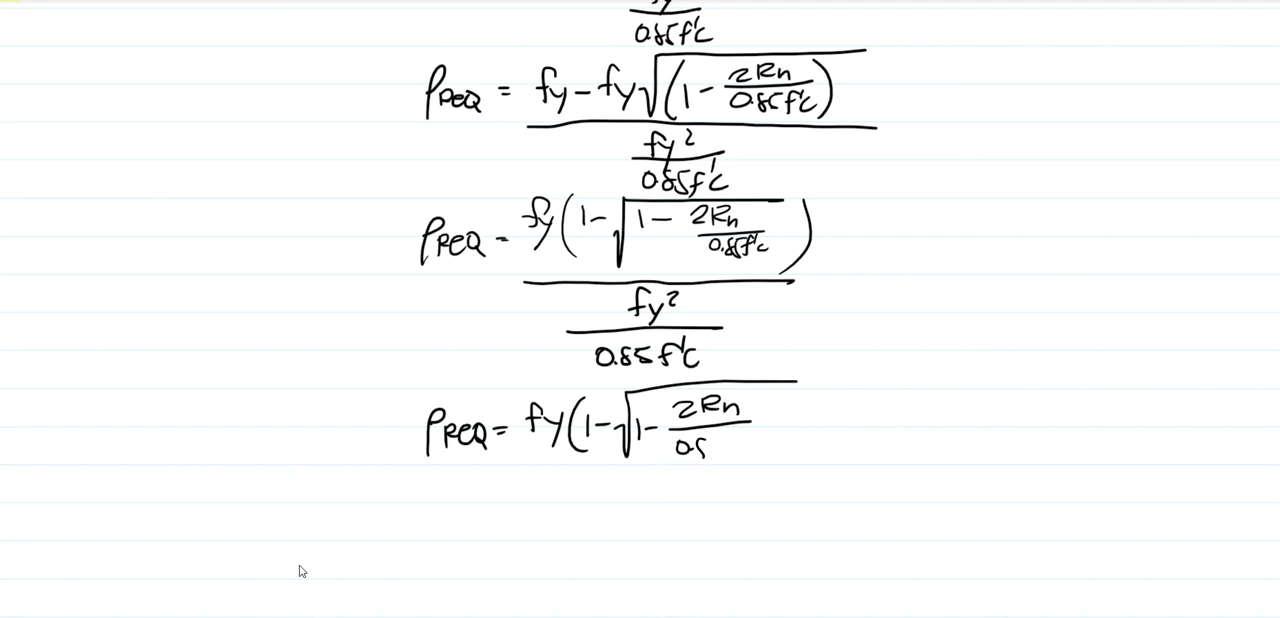 0.85f'c
ρREQ = fy - fy√(1 - 2Rn/0.85f'c)
fy²
0.85f'c
ρREQ = fy(1 - √1 - 2Rn/0.85f'c)
fy²
0.85f'c
ρREQ = fy(1 - √1 - 2Rn/0.8